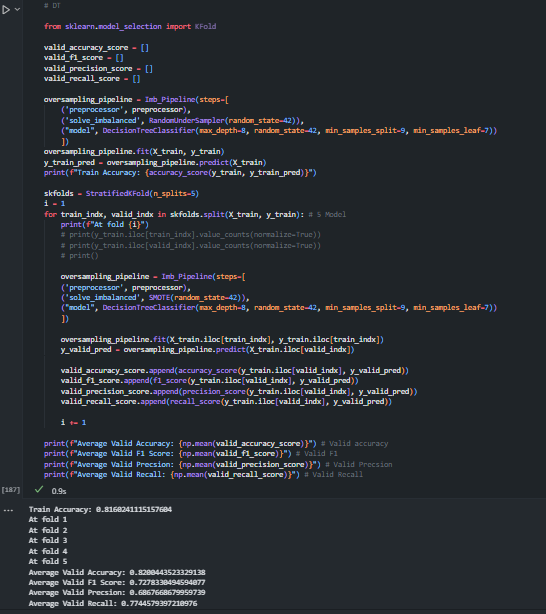 # DT
from sklearn.model_selection import KFold
valid_accuracy_score = []
valid_f1_score = []
valid_precision_score = []
valid_recall_score = []
oversampling_pipeline = Imb_Pipeline(steps=[
('preprocessor', preprocessor),
('solve_imbalanced', RandomUnderSampler(random_state=42)),
("model", DecisionTreeClassifier(max_depth=8, random_state=42, min_samples_split=9, min_samples_leaf=7))
])
oversampling_pipeline.fit(X_train, y_train)
y_train_pred = oversampling_pipeline.predict(X_train)
print(f"Train Accuracy: {accuracy_score(y_train, y_train_pred)}")
skfolds = StratifiedKFold(n_splits=5)
i = 1
for train_indx, valid_indx in skfolds.split(X_train, y_train): # 5 Model
print(f"At fold {i}")
# print(y_train.iloc[train_indx].value_counts(normalize=True))
# print(y_train.iloc[valid_indx].value_counts(normalize=True))
# print()
oversampling_pipeline = Imb_Pipeline(steps=[
('preprocessor', preprocessor),
('solve_imbalanced', SMOTE(random_state=42)),
("model", DecisionTreeClassifier(max_depth=8, random_state=42, min_samples_split=9, min_samples_leaf=7))
])
oversampling_pipeline.fit(X_train.iloc[train_indx], y_train.iloc[train_indx])
y_valid_pred = oversampling_pipeline.predict(X_train.iloc[valid_indx])
valid_accuracy_score.append(accuracy_score(y_train.iloc[valid_indx], y_valid_pred))
valid_f1_score.append(f1_score(y_train.iloc[valid_indx], y_valid_pred))
valid_precision_score.append(precision_score(y_train.iloc[valid_indx], y_valid_pred))
valid_recall_score.append(recall_score(y_train.iloc[valid_indx], y_valid_pred))
i += 1
print(f"Average Valid Accuracy: {np.mean(valid_accuracy_score)}") # Valid accuracy
print(f"Average Valid F1 Score: {np.mean(valid_f1_score)}") # Valid F1
print(f"Average Valid Precsion: {np.mean(valid_precision_score)}") # Valid Precsion
print(f"Average Valid Recall: {np.mean(valid_recall_score)}") # Valid Recall
[187] 0.9s
Train Accuracy: 0.8160241115157604
At fold 1
At fold 2
At fold 3
At fold 4
At fold 5
Average Valid Accuracy: 0.8200443523329138
Average Valid F1 Score: 0.7278330494594077
Average Valid Precsion: 0.6867668679959739
Average Valid Recall: 0.7744579397210976